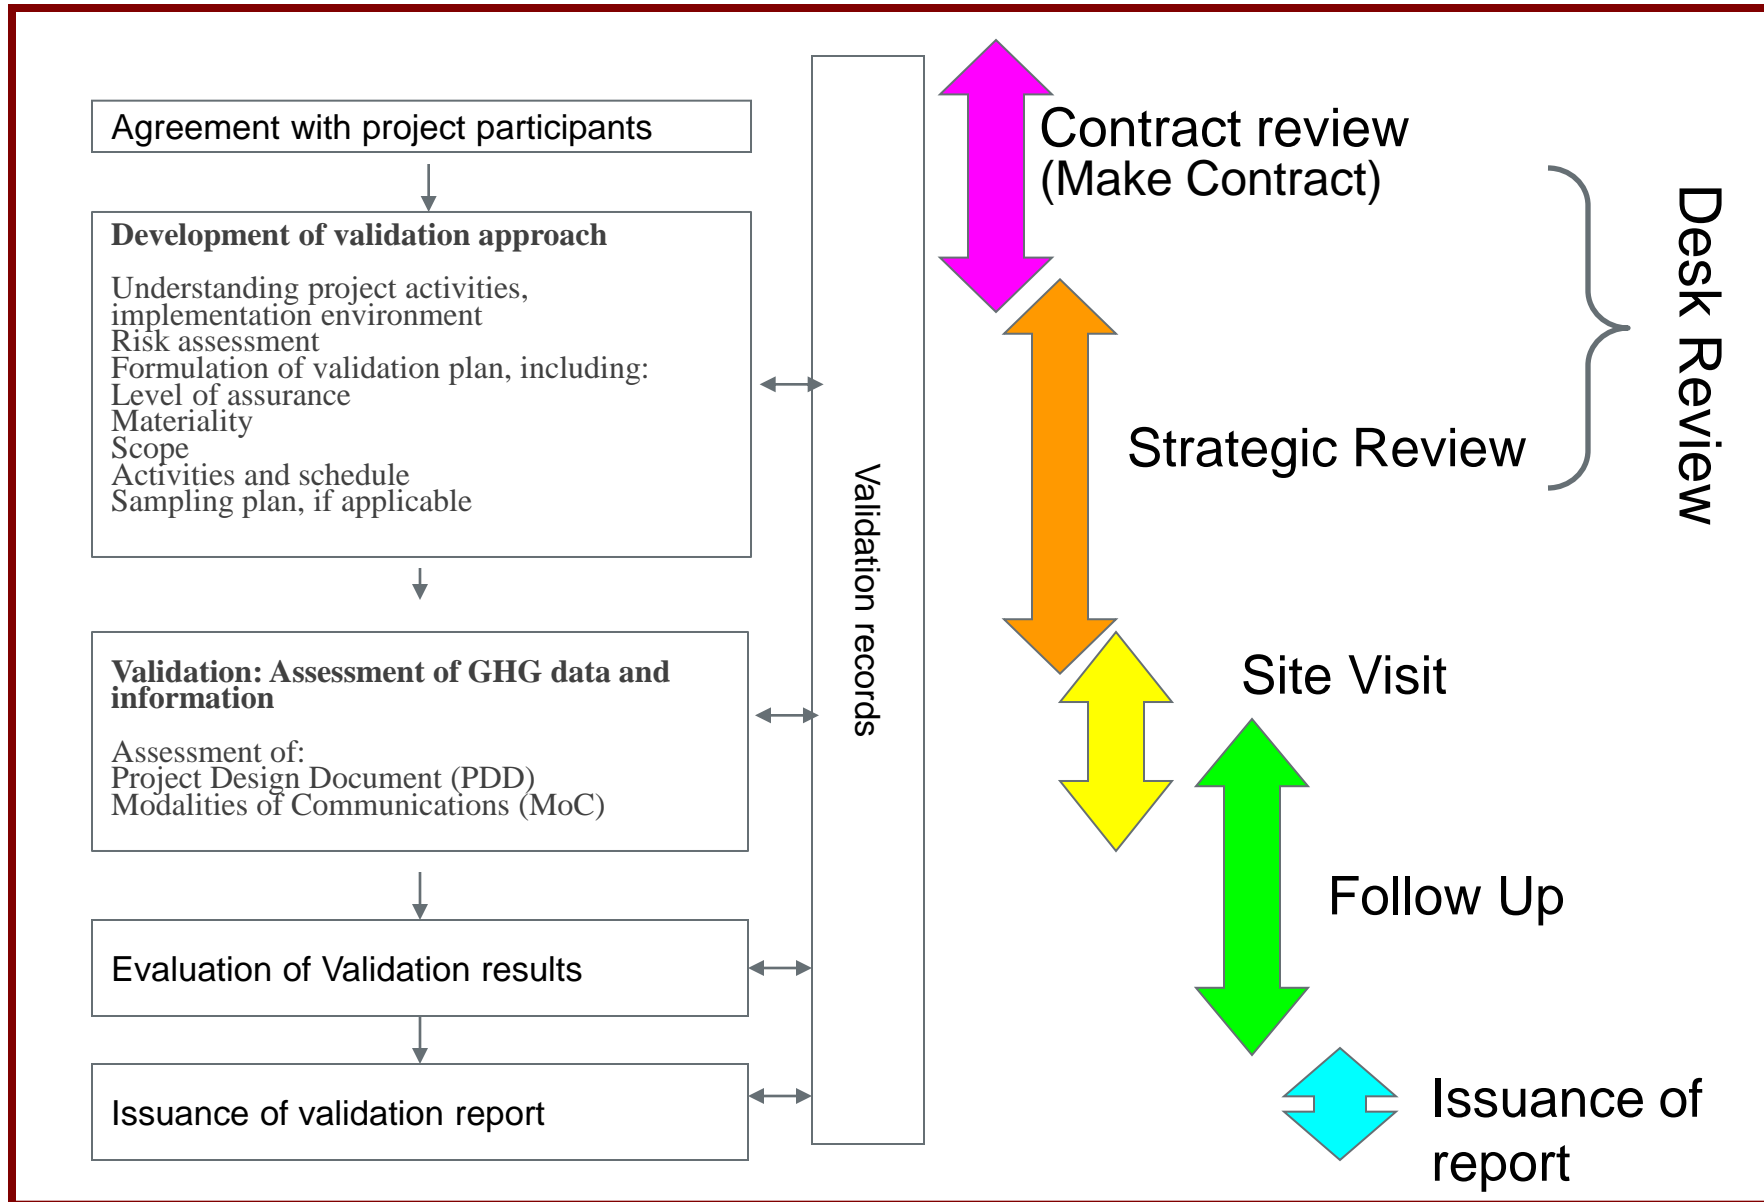 Agreement with project participants
Development of validation approach
Understanding project activities,
implementation environment
Risk assessment
Formulation of validation plan, including:
Level of assurance
Materiality
Scope
Activities and schedule
Sampling plan, if applicable
Validation: Assessment of GHG data and
information
Assessment of:
Project Design Document (PDD)
Modalities of Communications (MoC)
Evaluation of Validation results
Issuance of validation report
Validation records
Contract review
(Make Contract)
Strategic Review
Desk Review
Site Visit
Follow Up
Issuance of
report